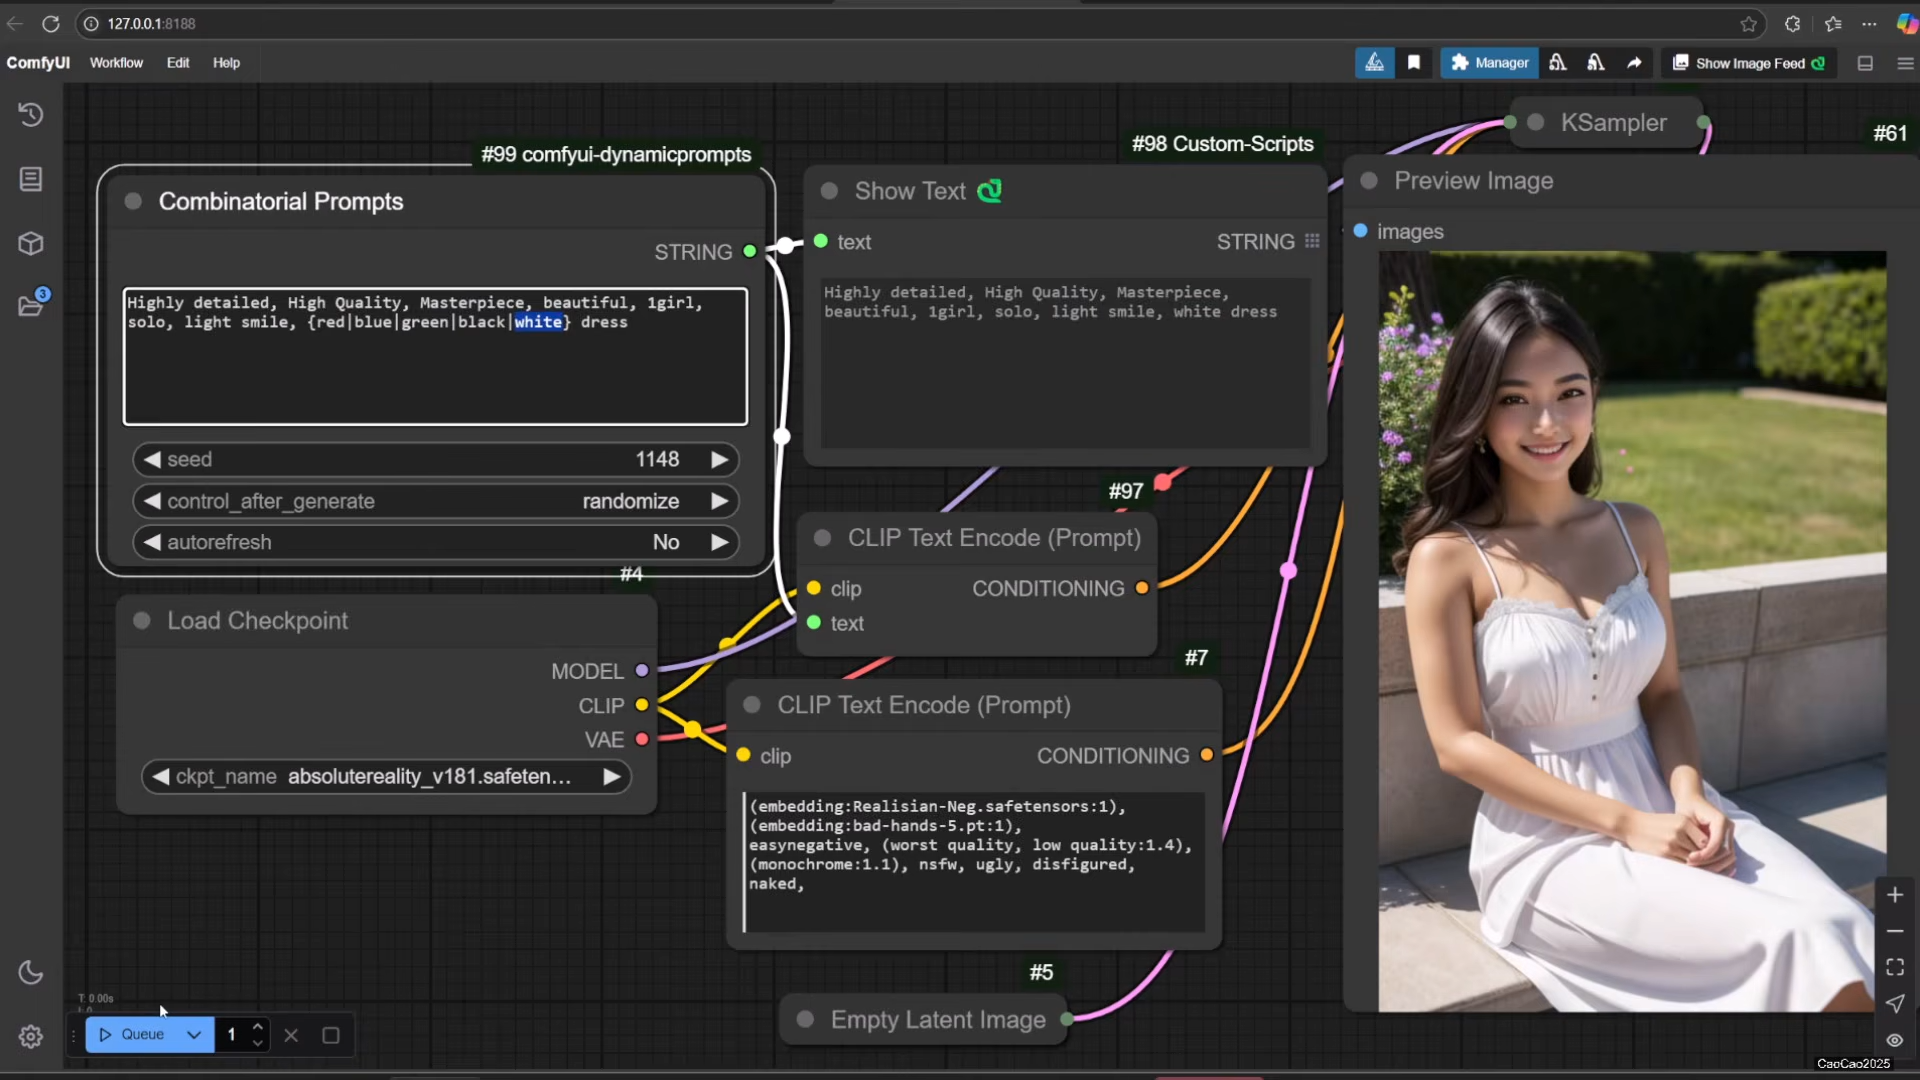 127.0.0.1:8188
ComfyUI
Workflow
Edit
Help
Manager
Show Image Feed
3
#99 comfyui-dynamicprompts
Combinatorial Prompts
STRING
Highly detailed, High Quality, Masterpiece, beautiful, 1girl,
solo, light smile, {red|blue|green|black|white} dress
seed 1148
control_after_generate randomize
autorefresh No
#98 Custom-Scripts
Show Text
text STRING
Highly detailed, High Quality, Masterpiece,
beautiful, 1girl, solo, light smile, white dress
KSampler
#61
Preview Image
images
#4
Load Checkpoint
MODEL
CLIP
VAE
ckpt_name absolutereality_v181.safeten...
#97
CLIP Text Encode (Prompt)
clip CONDITIONING
text
#7
CLIP Text Encode (Prompt)
clip CONDITIONING
(embedding:Realisian-Neg.safetensors:1),
(embedding:bad-hands-5.pt:1),
easynegative, (worst quality, low quality:1.4),
(monochrome:1.1), nsfw, ugly, disfigured,
naked,
#5
Empty Latent Image
T: 0.00s
Queue
1
CaoCao2025